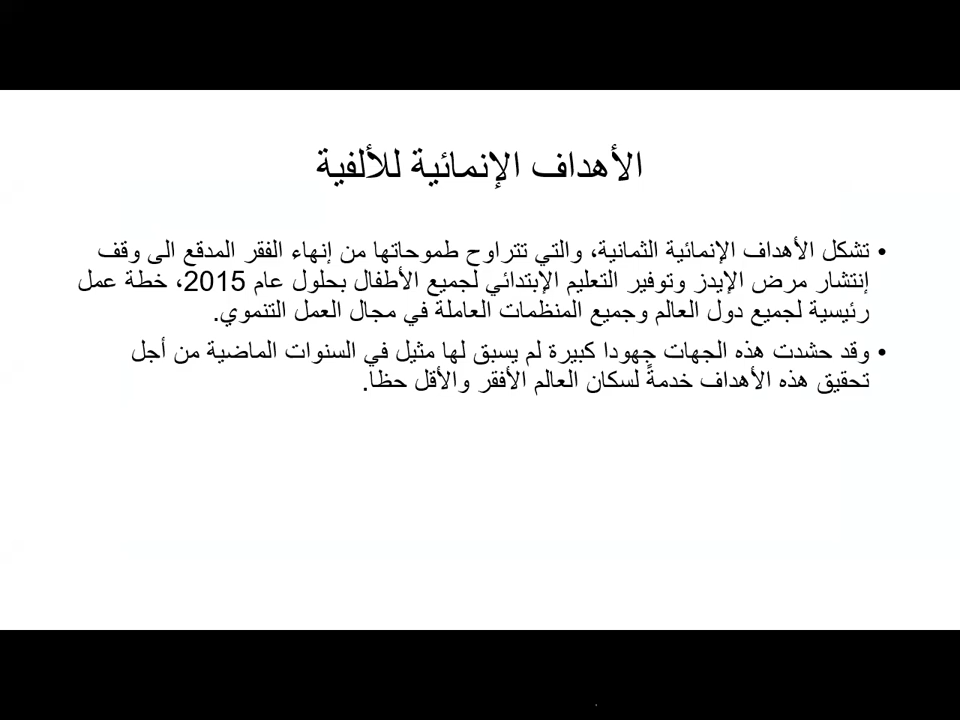 الأهداف الإنمائية للألفية
• تشكل الأهداف الإنمائية الثمانية، والتي تتراوح طموحاتها من إنهاء الفقر المدقع الى وقف
إنتشار مرض الإيدز وتوفير التعليم الإبتدائي لجميع الأطفال بحلول عام 2015، خطة عمل
رئيسية لجميع دول العالم وجميع المنظمات العاملة في مجال العمل التنموي.
• وقد حشدت هذه الجهات جهودا كبيرة لم يسبق لها مثيل في السنوات الماضية من أجل
تحقيق هذه الأهداف خدمةً لسكان العالم الأفقر والأقل حظا.